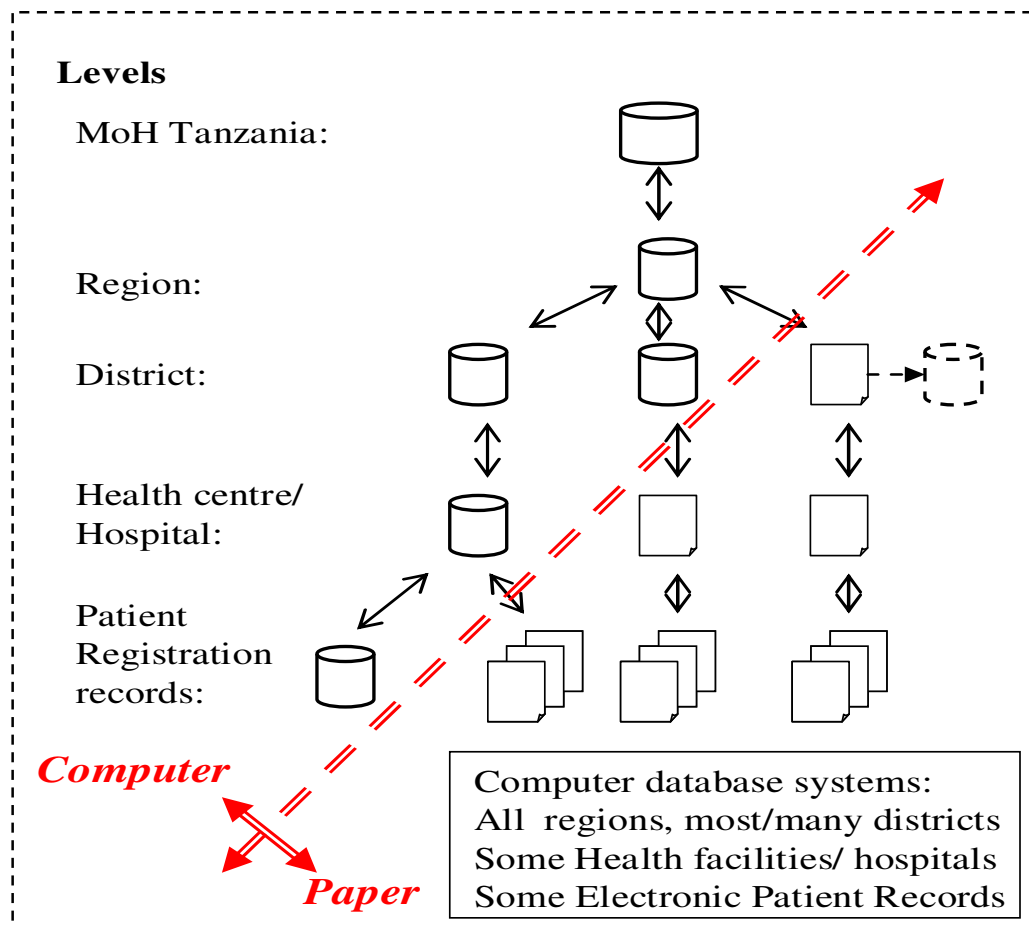 Levels
MoH Tanzania:
Region:
District:
Health centre/
Hospital:
Patient
Registration
records:
Computer
Paper
Computer database systems:
All regions, most/many districts
Some Health facilities/ hospitals
Some Electronic Patient Records